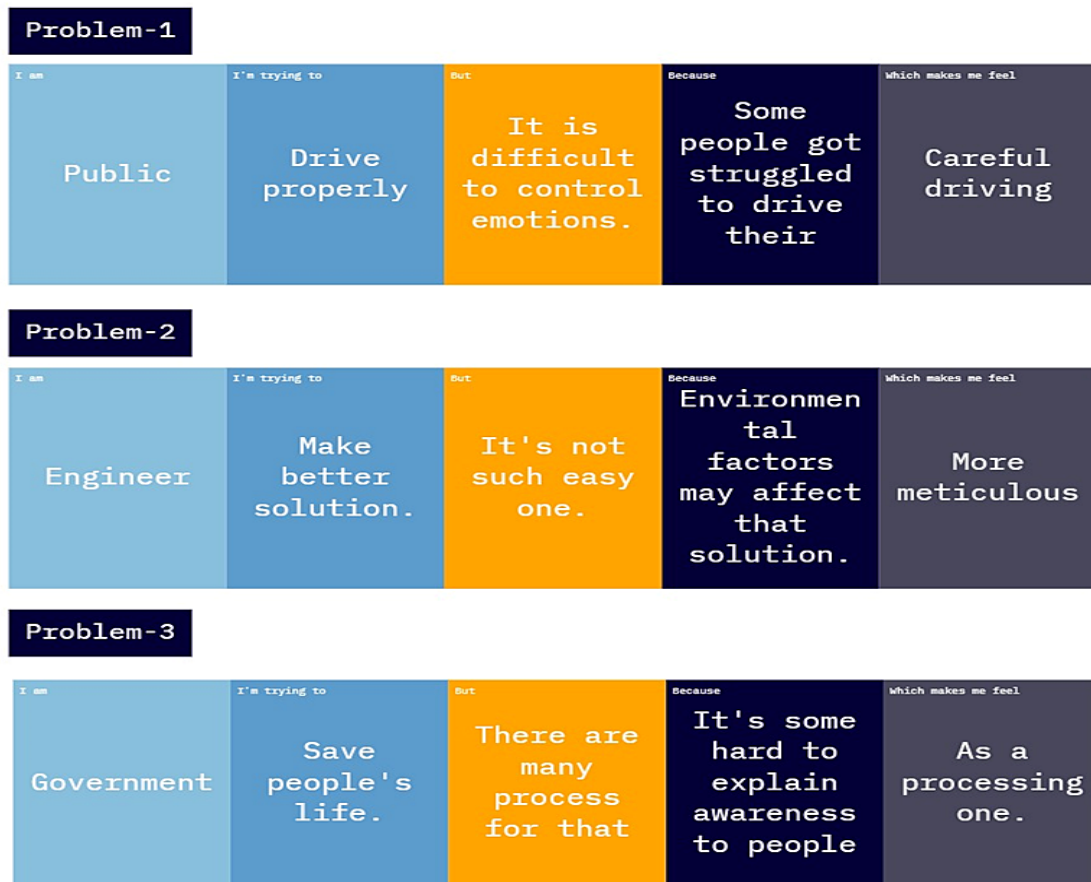 Problem-1
I am
I'm trying to
But
Because
Which makes me feel
Public
Drive
properly
It is
difficult
to control
emotions.
Some
people got
struggled
to drive
their
Careful
driving
Problem-2
I am
I'm trying to
But
Because
Which makes me feel
Engineer
Make
better
solution.
It's not
such easy
one.
Environmen
tal
factors
may affect
that
solution.
More
meticulous
Problem-3
I am
I'm trying to
But
Because
Which makes me feel
Government
Save
people's
life.
There are
many
process
for that
It's some
hard to
explain
awareness
to people
As a
processing
one.